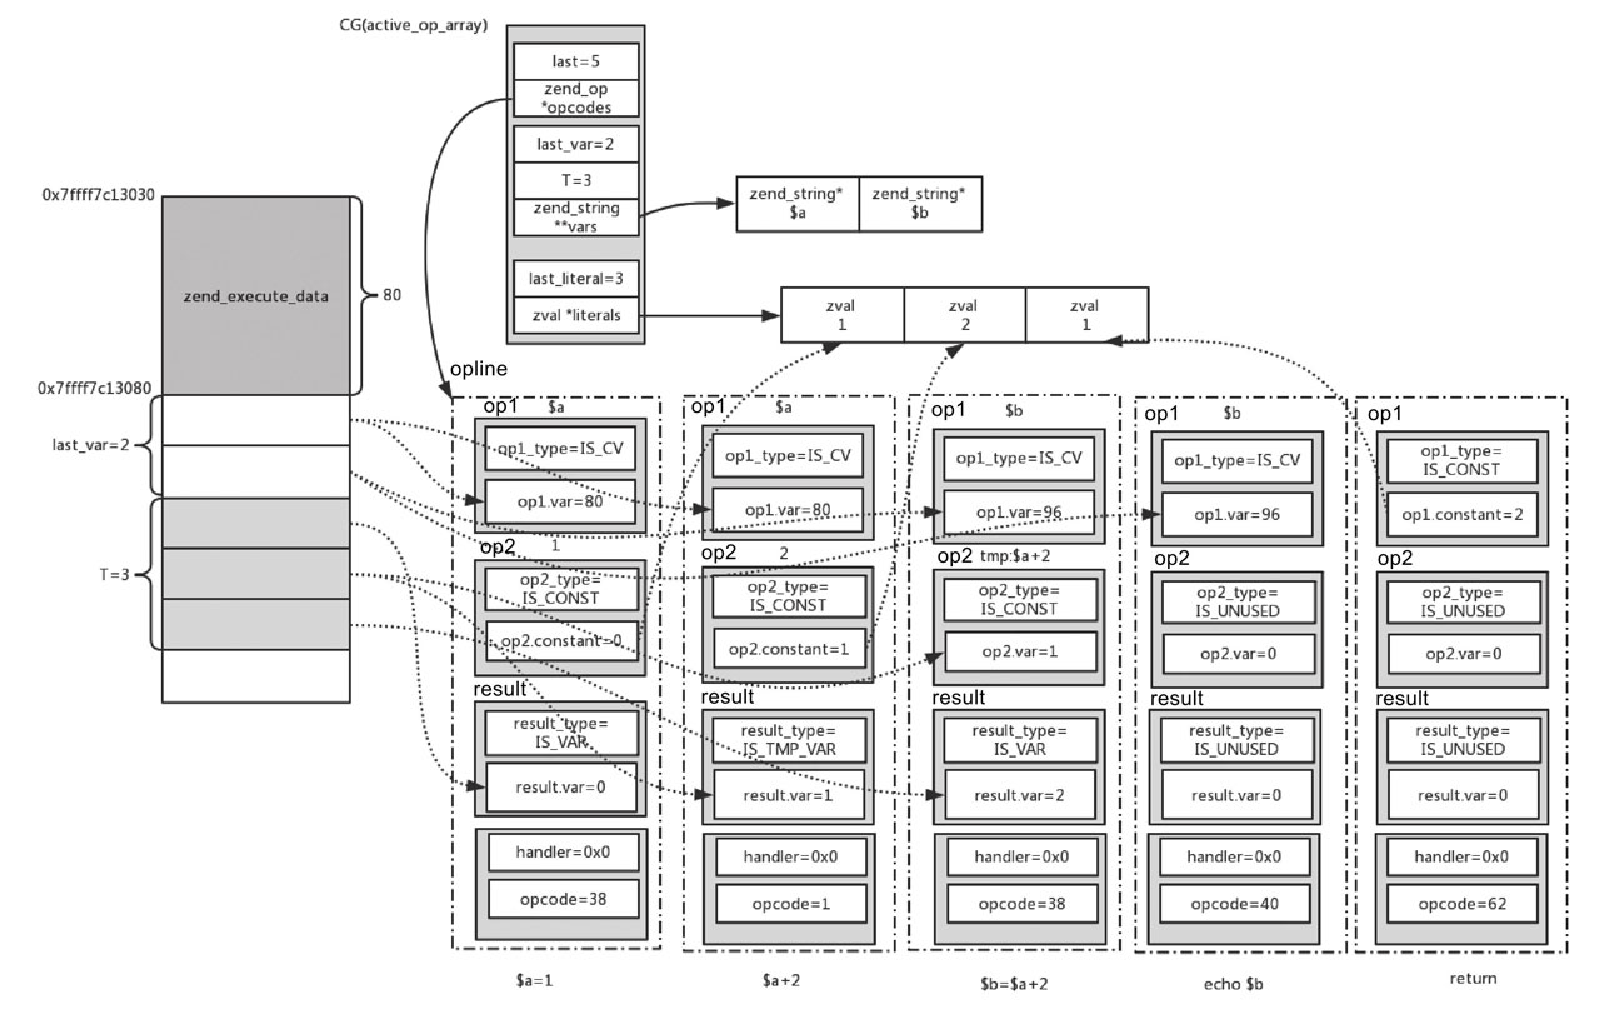 CG(active_op_array)
last=5
zend_op
*opcodes
last_var=2
T=3
zend_string
**vars
last_literal=3
zval *literals
zend_string*
$a
zend_string*
$b
zval
1
zval
2
zval
1
0x7ffff7c13030
zend_execute_data
80
0x7ffff7c13080
last_var=2
T=3
opline
op1 $a
op1_type=IS_CV
op1.var=80
op2 1
op2_type=
IS_CONST
op2.constant=0
result
result_type=
IS_VAR
result.var=0
handler=0x0
opcode=38
$a=1
op1 $a
op1_type=IS_CV
op1.var=80
op2 2
op2_type=
IS_CONST
op2.constant=1
result
result_type=
IS_TMP_VAR
result.var=1
handler=0x0
opcode=1
$a+2
op1 $b
op1_type=IS_CV
op1.var=96
op2 tmp:$a+2
op2_type=
IS_CONST
op2.var=1
result
result_type=
IS_VAR
result.var=2
handler=0x0
opcode=38
$b=$a+2
op1 $b
op1_type=IS_CV
op1.var=96
op2
op2_type=
IS_UNUSED
op2.var=0
result
result_type=
IS_UNUSED
result.var=0
handler=0x0
opcode=40
echo $b
op1
op1_type=
IS_CONST
op1.constant=2
op2
op2_type=
IS_UNUSED
op2.var=0
result
result_type=
IS_UNUSED
result.var=0
handler=0x0
opcode=62
return